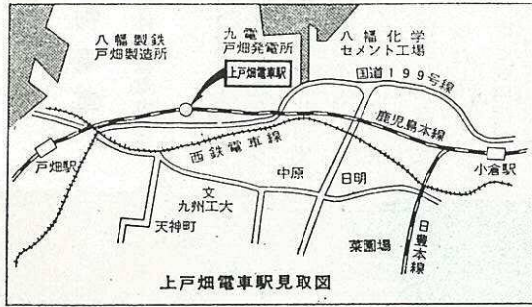 八幡製鉄
戸畑製造所
九電
戸畑発電所
八幡化学
セメント工場
上戸畑電車駅
国道199号線
鹿児島本線
西鉄電車線
戸畑駅
小倉駅
中原
日明
文
九州工大
天神町
菜園場
日豊本線
上戸畑電車駅見取図